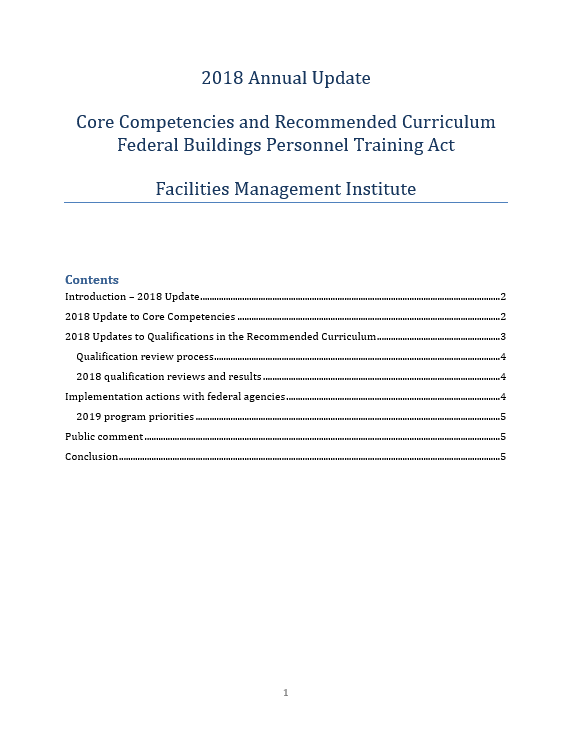 2018 Annual Update
Core Competencies and Recommended Curriculum
Federal Buildings Personnel Training Act
Facilities Management Institute
Contents
Introduction – 2018 Update....................2
2018 Update to Core Competencies....................2
2018 Updates to Qualifications in the Recommended Curriculum....................3
Qualification review process....................4
2018 qualification reviews and results....................4
Implementation actions with federal agencies....................4
2019 program priorities....................5
Public comment....................5
Conclusion....................5
1